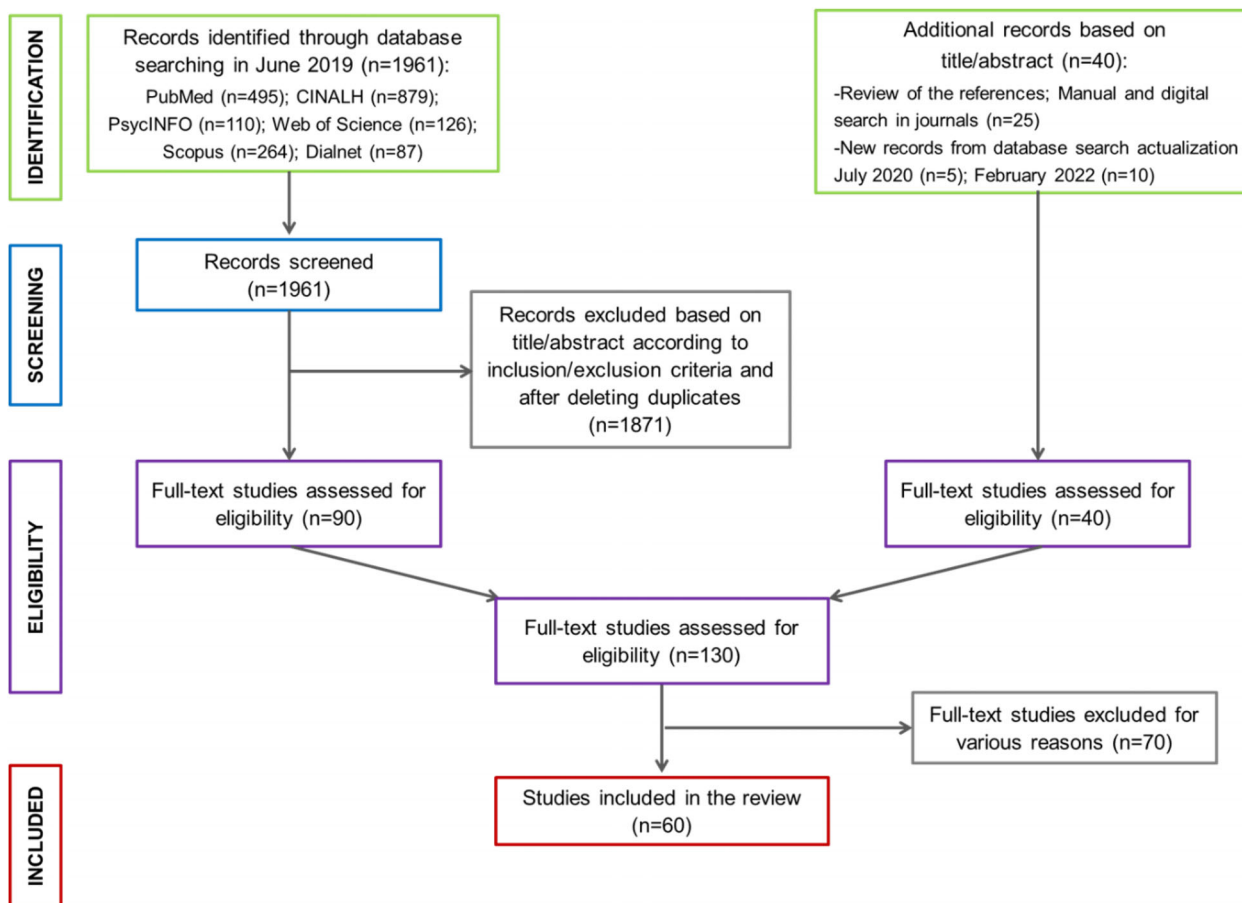 IDENTIFICATION
Records identified through database
searching in June 2019 (n=1961):
PubMed (n=495); CINALH (n=879);
PsycINFO (n=110); Web of Science (n=126);
Scopus (n=264); Dialnet (n=87)
Additional records based on
title/abstract (n=40):
-Review of the references; Manual and digital
search in journals (n=25)
-New records from database search actualization
July 2020 (n=5); February 2022 (n=10)
SCREENING
Records screened
(n=1961)
Records excluded based on
title/abstract according to
inclusion/exclusion criteria and
after deleting duplicates
(n=1871)
ELIGIBILITY
Full-text studies assessed for
eligibility (n=90)
Full-text studies assessed for
eligibility (n=40)
Full-text studies assessed for
eligibility (n=130)
Full-text studies excluded for
various reasons (n=70)
INCLUDED
Studies included in the review
(n=60)